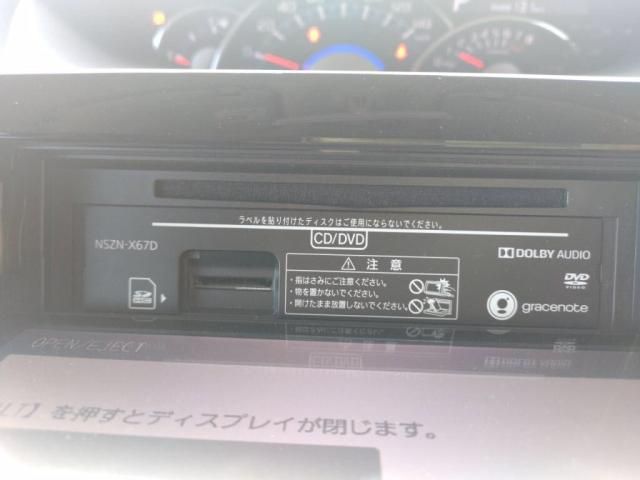 ラベルを貼り付けたディスクはご使用にならないでください。
CD/DVD
NSZN-X67D
DOLBY AUDIO
注意
・指はさみにご注意ください。
・物を置かないでください。
・開けたまま放置しないでください。
DVD
VIDEO
gracenote
OPEN/EJECT
を押すとディスプレイが閉じます。